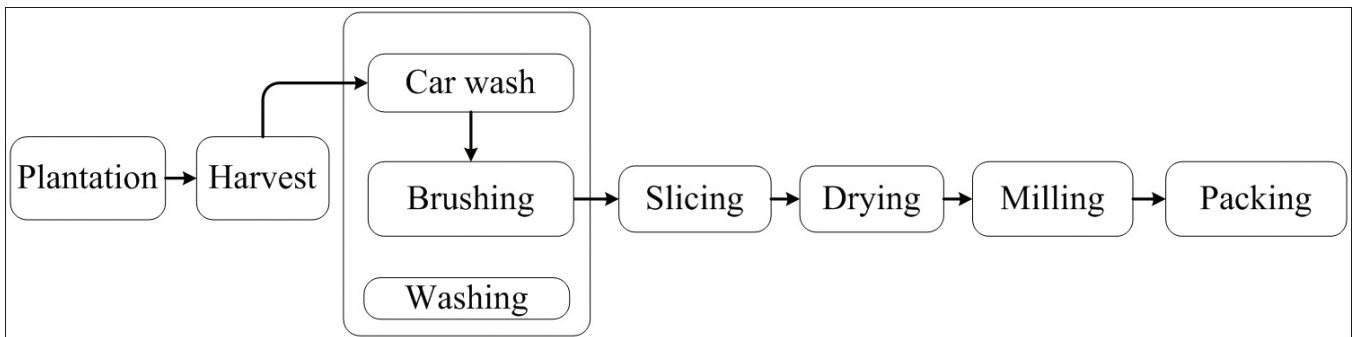 Plantation
Harvest
Car wash
Brushing
Washing
Slicing
Drying
Milling
Packing